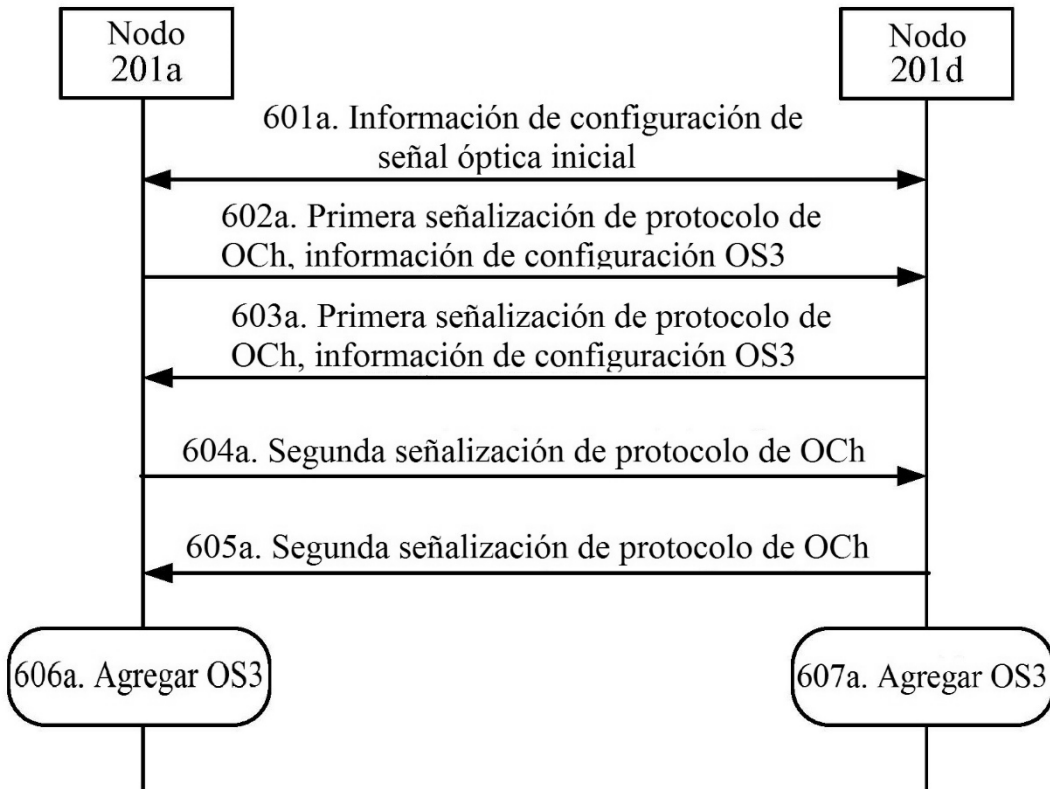 Nodo
201a
Nodo
201d
601a. Información de configuración de
señal óptica inicial
602a. Primera señalización de protocolo de
OCh, información de configuración OS3
603a. Primera señalización de protocolo de
OCh, información de configuración OS3
604a. Segunda señalización de protocolo de OCh
605a. Segunda señalización de protocolo de OCh
606a. Agregar OS3
607a. Agregar OS3